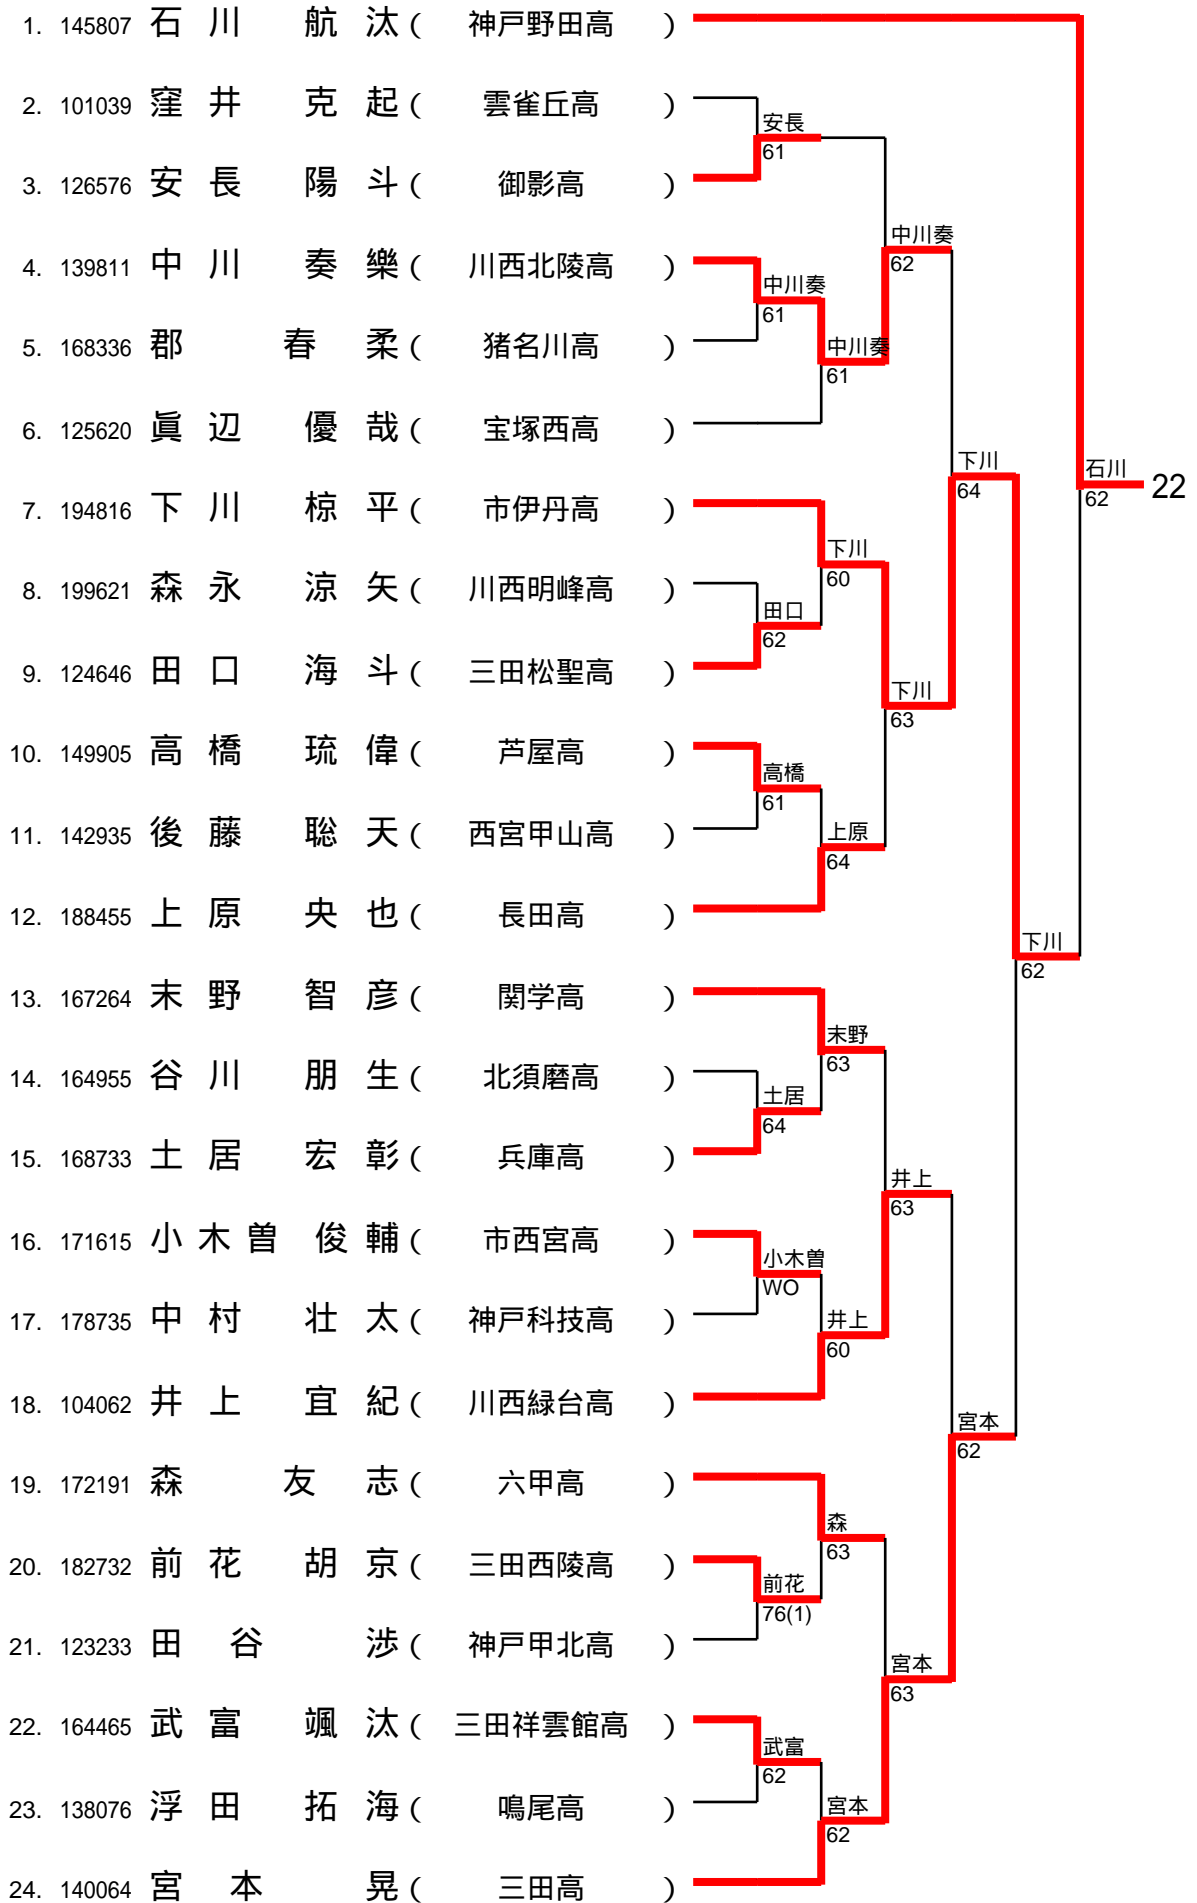 1. 145807 石川 航汰 ( 神戸野田高 )
2. 101039 窪井 克起 ( 雲雀丘高 )
安長
61
3. 126576 安長 陽斗 ( 御影高 )
中川奏
62
4. 139811 中川 奏樂 ( 川西北陵高 )
中川奏
61
5. 168336 郡 春柔 ( 猪名川高 )
中川奏
61
6. 125620 眞辺 優哉 ( 宝塚西高 )
下川
64
石川
62
22
7. 194816 下川 椋平 ( 市伊丹高 )
下川
60
8. 199621 森永 涼矢 ( 川西明峰高 )
田口
62
9. 124646 田口 海斗 ( 三田松聖高 )
下川
63
10. 149905 高橋 琉偉 ( 芦屋高 )
高橋
61
11. 142935 後藤 聡天 ( 西宮甲山高 )
上原
64
12. 188455 上原 央也 ( 長田高 )
下川
62
13. 167264 末野 智彦 ( 関学高 )
末野
63
14. 164955 谷川 朋生 ( 北須磨高 )
土居
64
15. 168733 土居 宏彰 ( 兵庫高 )
井上
63
16. 171615 小木曽 俊輔 ( 市西宮高 )
小木曽
WO
17. 178735 中村 壮太 ( 神戸科技高 )
井上
60
18. 104062 井上 宜紀 ( 川西緑台高 )
宮本
62
19. 172191 森 友志 ( 六甲高 )
森
63
20. 182732 前花 胡京 ( 三田西陵高 )
前花
76(1)
21. 123233 田谷 渉 ( 神戸甲北高 )
宮本
63
22. 164465 武富 颯汰 ( 三田祥雲館高 )
武富
62
23. 138076 浮田 拓海 ( 鳴尾高 )
宮本
62
24. 140064 宮本 晃 ( 三田高 )